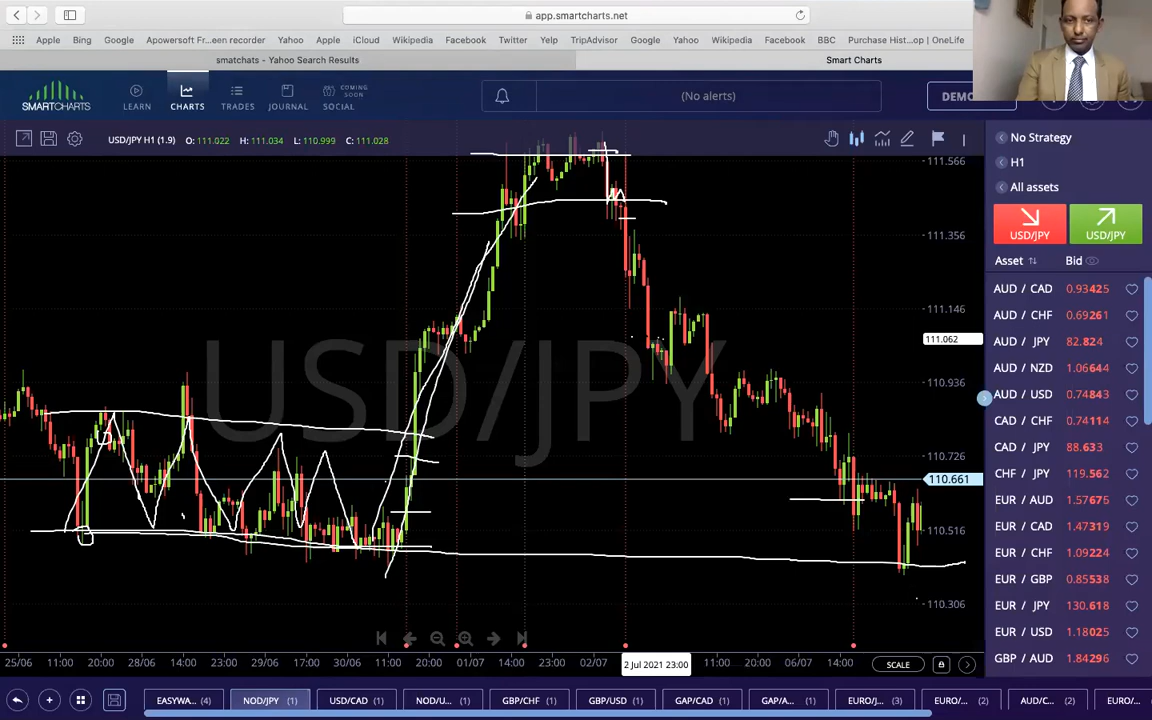 app.smartcharts.net
Apple Bing Google Apowersoft Fr...een recorder Yahoo Apple iCloud Wikipedia Facebook Twitter Yelp TripAdvisor Google Yahoo Wikipedia Facebook BBC Purchase Hist...op | OneLife
smatchats - Yahoo Search Results
Smart Charts
SMARTCHARTS
LEARN
CHARTS
TRADES
JOURNAL
COMING SOON
SOCIAL
(No alerts)
DEMO
USD/JPY H1 (1.9) O: 111.022 H: 111.034 L: 110.999 C: 111.028
USD/JPY
111.566
111.356
111.146
111.062
110.936
110.726
110.661
110.516
110.306
25/06 11:00 20:00 28/06 14:00 29/06 17:00 30/06 11:00 20:00 01/07 14:00 23:00 02/07 2 Jul 2021 23:00 11:00 20:00 06/07 14:00
SCALE
No Strategy
H1
All assets
USD/JPY
USD/JPY
Asset Bid
AUD / CAD 0.93425
AUD / CHF 0.69261
AUD / JPY 82.824
AUD / NZD 1.06644
AUD / USD 0.74843
CAD / CHF 0.74114
CAD / JPY 88.633
CHF / JPY 119.562
EUR / AUD 1.57675
EUR / CAD 1.47319
EUR / CHF 1.09224
EUR / GBP 0.85538
EUR / JPY 130.618
EUR / USD 1.18025
GBP / AUD 1.84296
EASYWA... (4) NOD/JPY (1) USD/CAD (1) NOD/U... (1) GBP/CHF (1) GBP/USD (1) GAP/CAD (1) GAP/A... (1) EURO/J... (3) EURO/... (2) AUD/C... (2) EURO/...